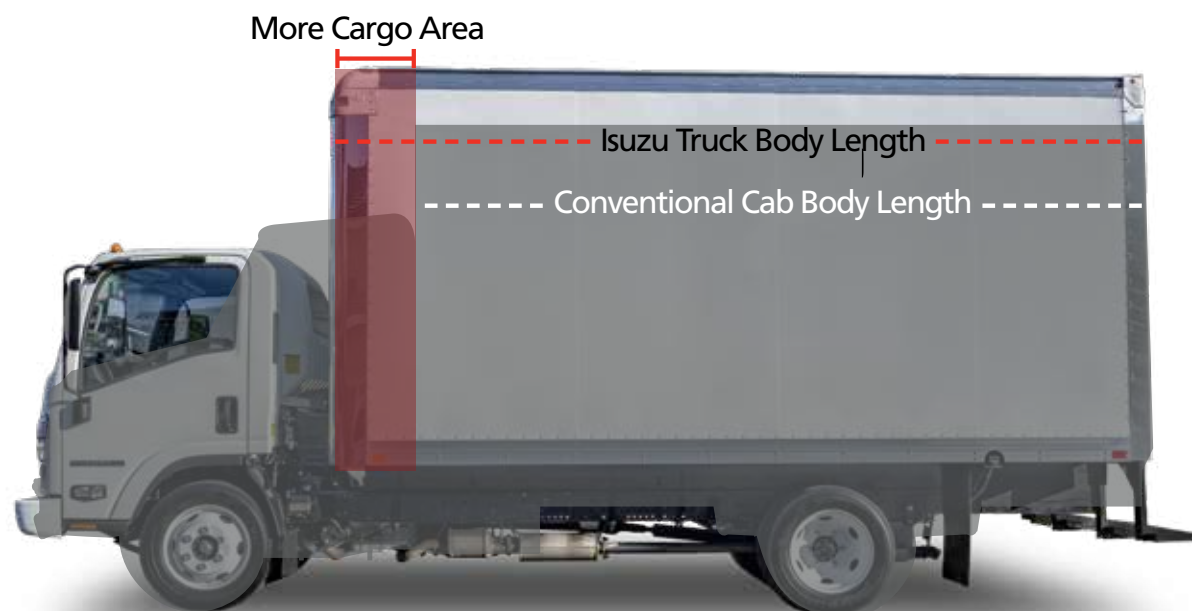 More Cargo Area
Isuzu Truck Body Length
Conventional Cab Body Length